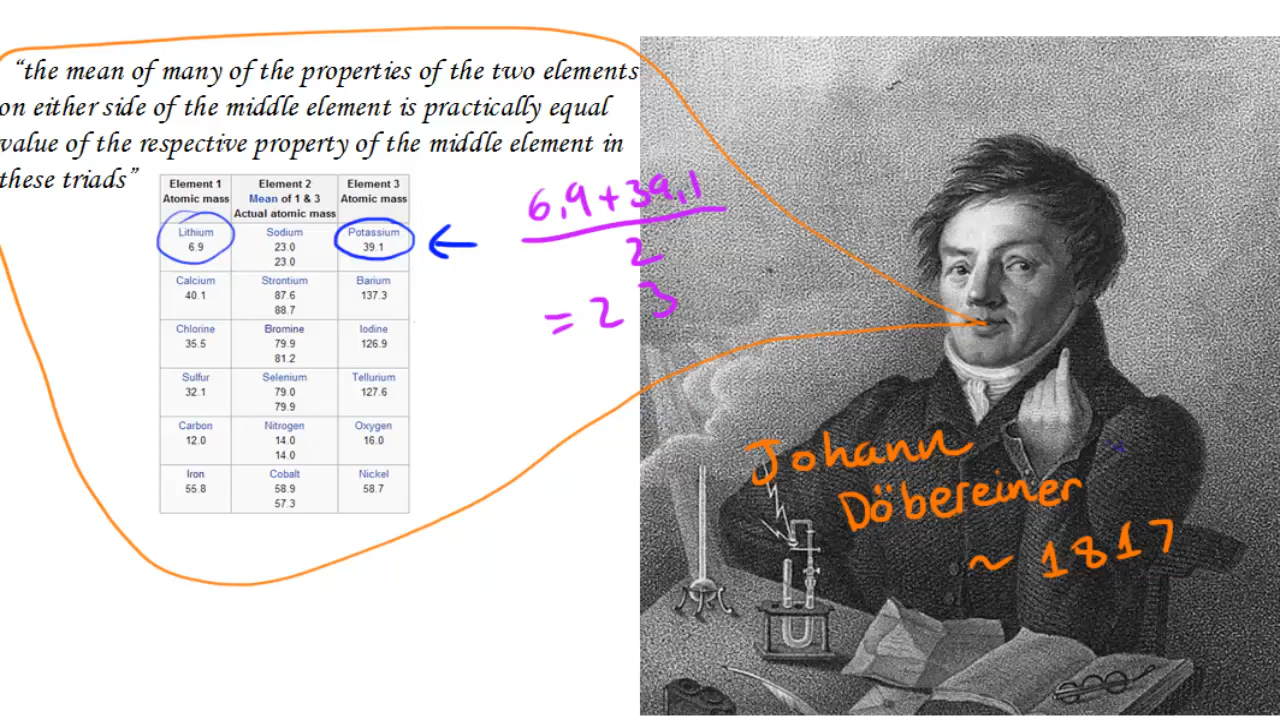 “the mean of many of the properties of the two elements
on either side of the middle element is practically equal
value of the respective property of the middle element in
these triads”
Element 1 Element 2 Element 3
Atomic mass Mean of 1 & 3 Atomic mass
Actual atomic mass
Lithium Sodium Potassium
6.9 23.0 39.1
23.0
Calcium Strontium Barium
40.1 87.6 137.3
88.7
Chlorine Bromine Iodine
35.5 79.9 126.9
81.2
Sulfur Selenium Tellurium
32.1 79.0 127.6
79.9
Carbon Nitrogen Oxygen
12.0 14.0 16.0
14.0
Iron Cobalt Nickel
55.8 58.9 58.7
57.3
6.9+39.1
2
= 23
Johann
Döbereiner
~ 1817